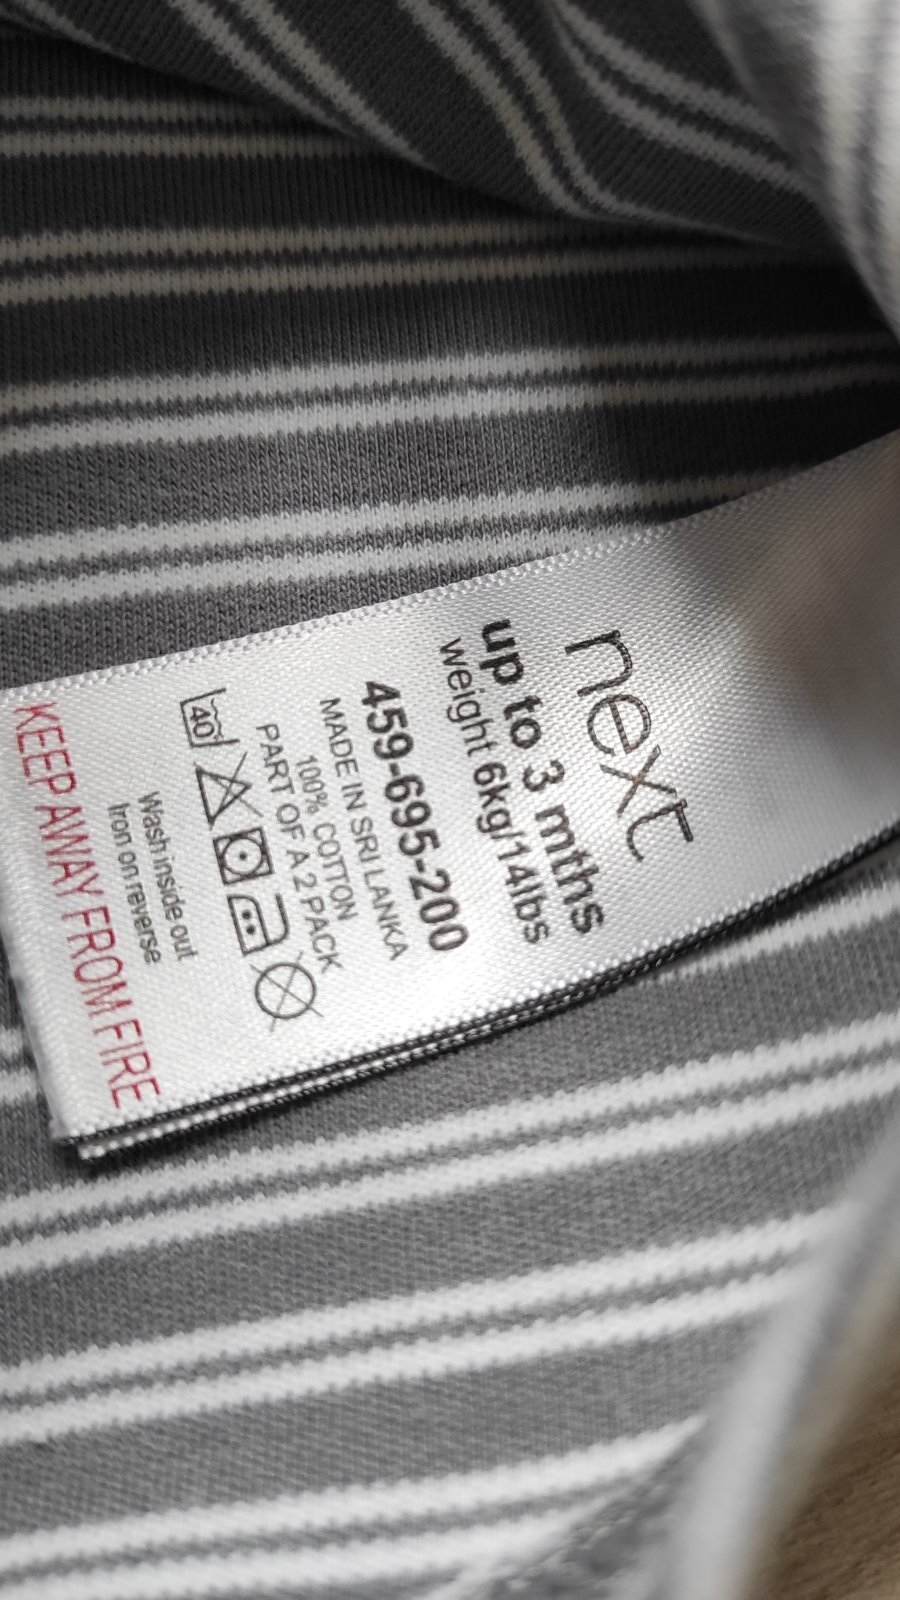 next
up to 3 mths
weight 6kg/14lbs
459-695-200
MADE IN SRI LANKA
100% COTTON
PART OF A 2 PACK
40
Wash inside out
Iron on reverse
KEEP AWAY FROM FIRE